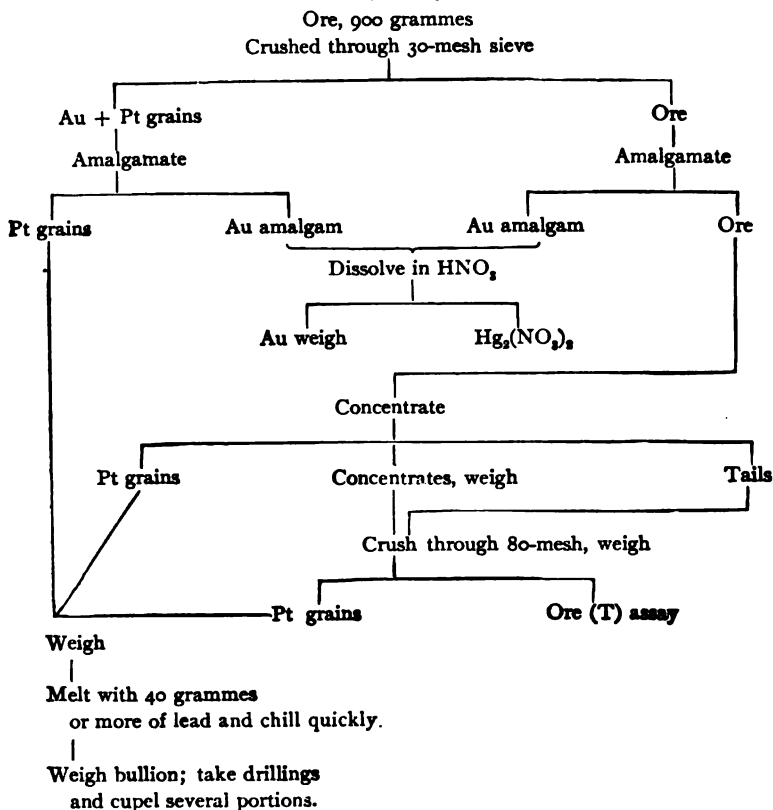 Ore, 900 grammes
Crushed through 30-mesh sieve
Au + Pt grains
Ore
Amalgamate
Amalgamate
Pt grains
Au amalgam
Au amalgam
Ore
Dissolve in HNO₃
Au weigh
Hg₂(NO₃)₂
Concentrate
Pt grains
Concentrates, weigh
Tails
Crush through 80-mesh, weigh
Pt grains
Ore (T) assay
Weigh
Melt with 40 grammes
or more of lead and chill quickly.
Weigh bullion; take drillings
and cupel several portions.